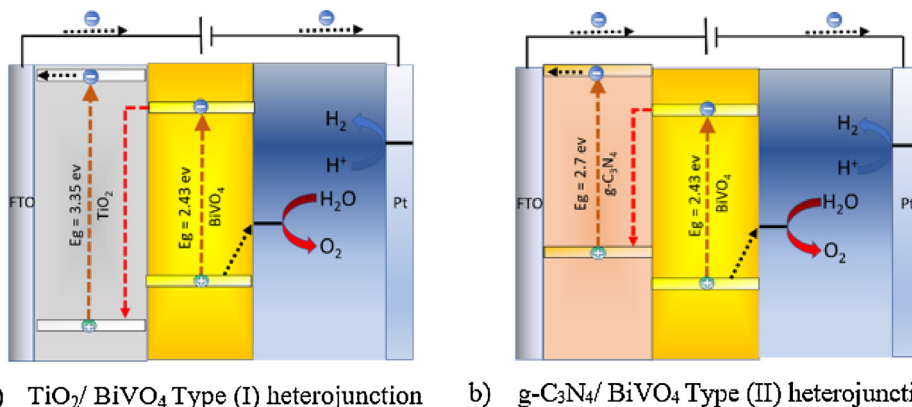 FTO
Eg = 3.35 ev
TiO₂
Eg = 2.43 ev
BiVO₄
H₂
H⁺
H₂O
O₂
Pt
FTO
Eg = 2.7 ev
g-C₃N₄
Eg = 2.43 ev
BiVO₄
H₂
H⁺
H₂O
O₂
Pt
) TiO₂/ BiVO₄ Type (I) heterojunction
b) g-C₃N₄/ BiVO₄ Type (II) heterojuncti